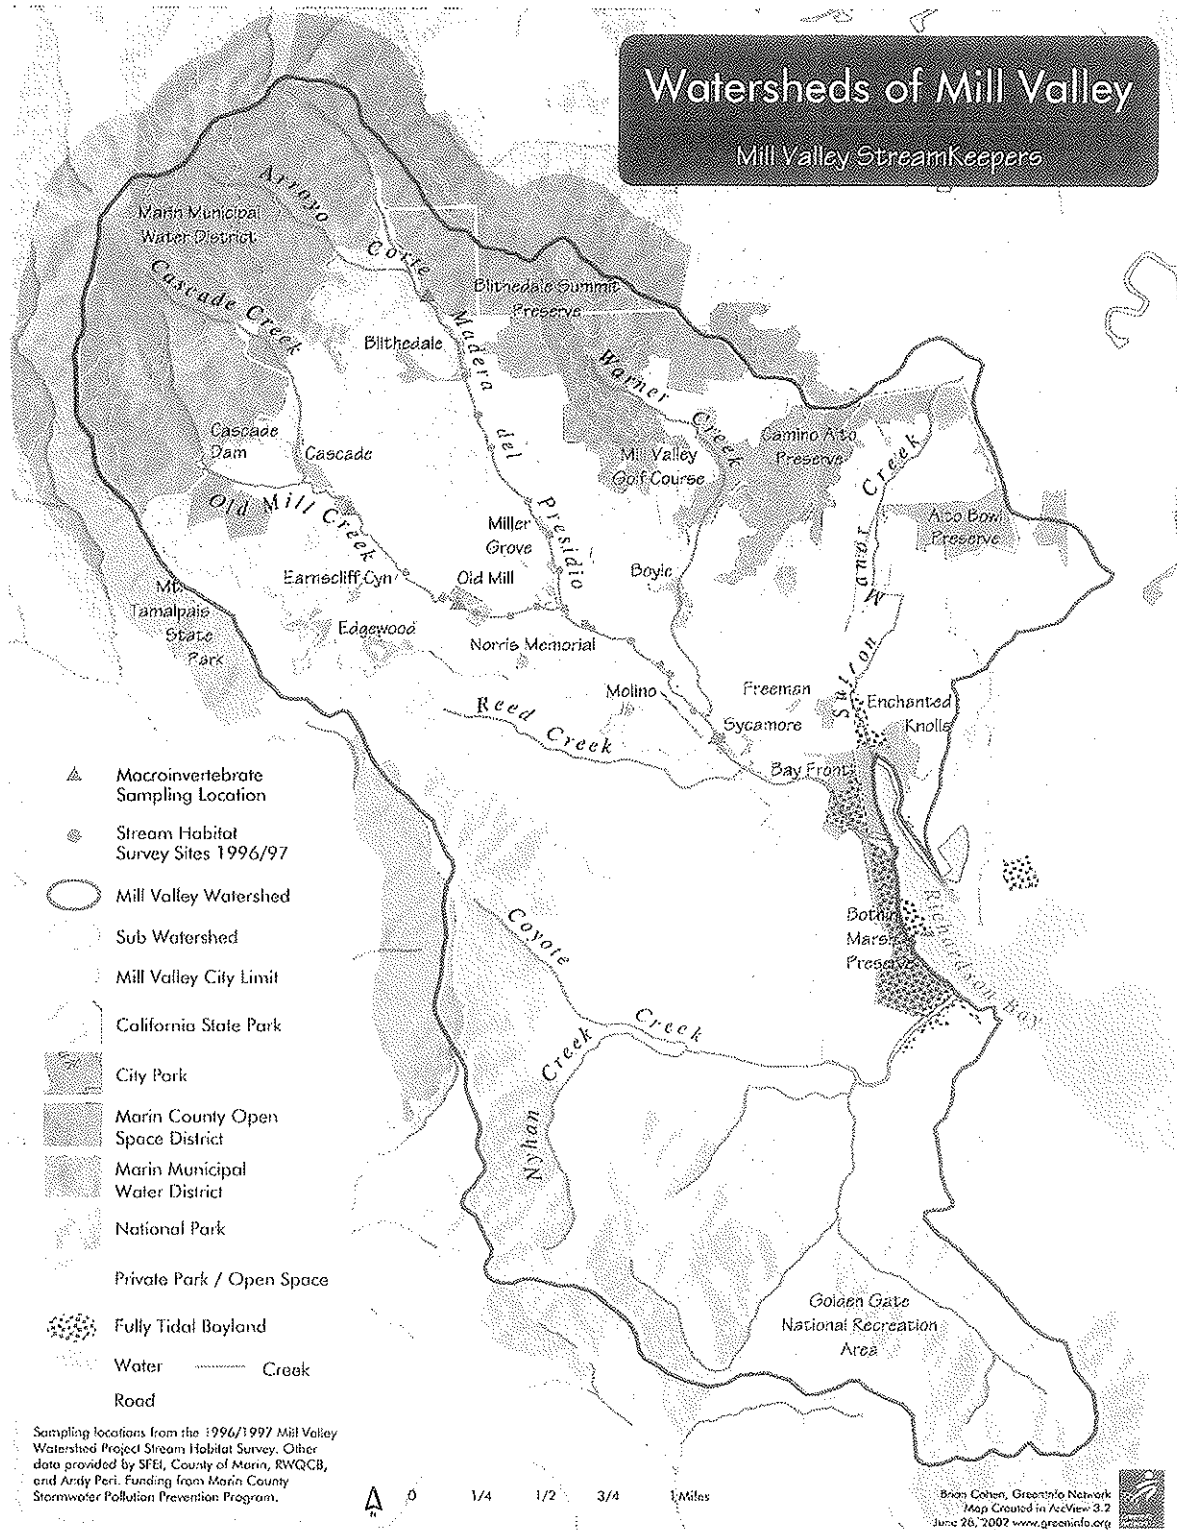 Watersheds of Mill Valley
Mill Valley StreamKeepers
Arroyo
Corte
Madera
del
Presidio
Marin Municipal
Water District
Cascade Creek
Blithedale Summit
Preserve
Blithedale
Warner Creek
Cascade
Dam
Cascade
Old Mill Creek
Mill Valley
Golf Course
Camino Alto
Preserve
Sutton Manor Creek
Alto Bowl
Preserve
Miller
Grove
Earnscliff Cyn
Old Mill
Boyle
Mt.
Tamalpais
State
Park
Edgewood
Norris Memorial
Molino
Freeman
Enchanted
Knolls
Sycamore
Reed Creek
Bay Front
Bothin
Marsh
Preserve
Richardson Bay
Coyote Creek
Nyhan Creek
Golden Gate
National Recreation
Area
Macroinvertebrate
Sampling Location
Stream Habitat
Survey Sites 1996/97
Mill Valley Watershed
Sub Watershed
Mill Valley City Limit
California State Park
City Park
Marin County Open
Space District
Marin Municipal
Water District
National Park
Private Park / Open Space
Fully Tidal Bayland
Water Creek
Road
Sampling locations from the 1996/1997 Mill Valley
Watershed Project Stream Habitat Survey. Other
data provided by SFEI, County of Marin, RWQCB,
and Andy Peri. Funding from Marin County
Stormwater Pollution Prevention Program.
N
0 1/4 1/2 3/4 1 Miles
Brian Cohen, GreenInfo Network
Map Created in ArcView 3.2
June 26, 2002 www.greeninfo.org